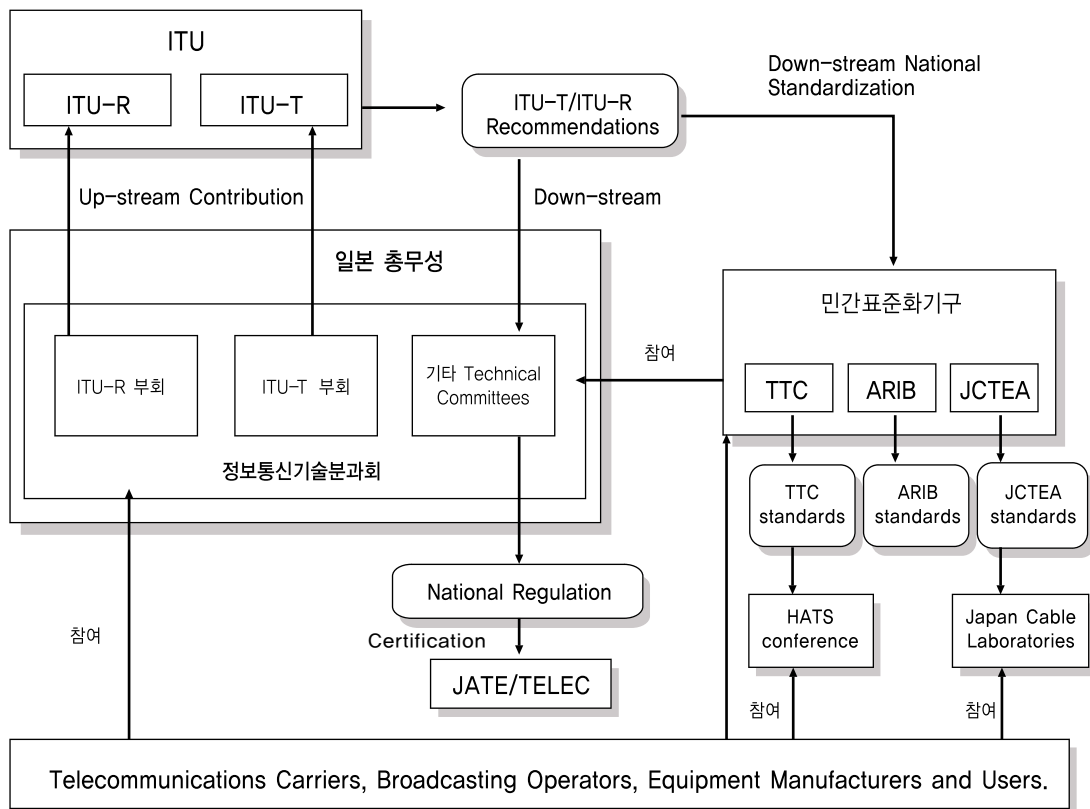 ITU
ITU-R
ITU-T
ITU-T/ITU-R
Recommendations
Down-stream National
Standardization
Up-stream Contribution
Down-stream
일본 총무성
민간표준화기구
참여
ITU-R 부회
ITU-T 부회
기타 Technical
Committees
TTC
ARIB
JCTEA
정보통신기술분과회
TTC
standards
ARIB
standards
JCTEA
standards
National Regulation
HATS
conference
Japan Cable
Laboratories
참여
Certification
JATE/TELEC
참여
참여
Telecommunications Carriers, Broadcasting Operators, Equipment Manufacturers and Users.